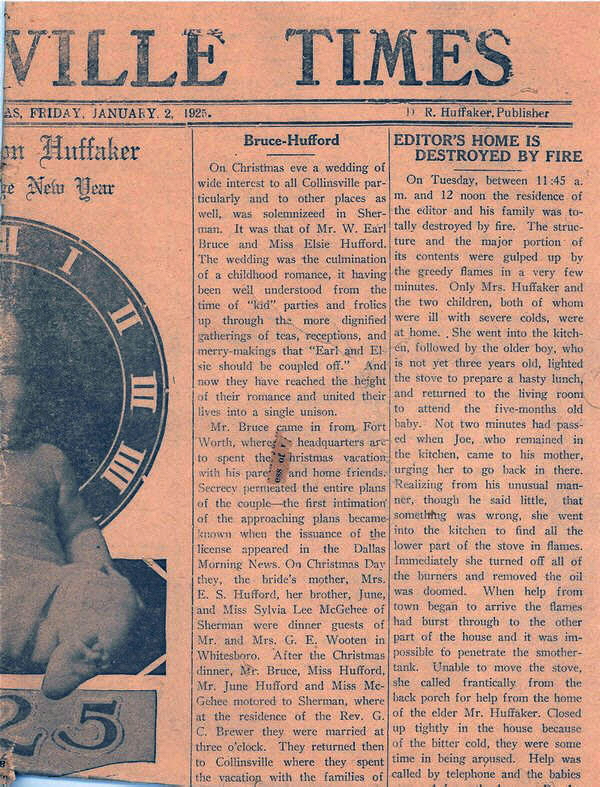 VILLE TIMES
AS, FRIDAY, JANUARY 2, 1925.
D R. Huffaker, Publisher
on Huffaker
New Year
I
II
III
IIII
25
Bruce-Hufford
On Christmas eve a wedding of
wide interest to all Collinsville par-
ticularly and to other places as
well, was solemnizeed in Sher-
man. It was that of Mr. W. Earl
Bruce and Miss Elsie Hufford.
The wedding was the culmination
of a childhood romance, it having
been well understood from the
time of "kid" parties and frolics
up through the more dignified
gatherings of teas, receptions, and
merry-makings that "Earl and El
sie should be coupled off." And
now they have reached the height
of their romance and united their
lives into a single unison.
Mr. Bruce came in from Fort
Worth, where headquarters are
to spent the Christmas vacation
with his pare and home friends.
Secrecy permeated the entire plans
of the couple—the first intimation
of the approaching plans became
known when the issuance of the
license appeared in the Dallas
Morning News. On Christmas Day
they, the bride's mother, Mrs.
E. S. Hufford, her brother, June,
and Miss Sylvia Lee McGehee of
Sherman were dinner guests of
Mr. and Mrs. G. E. Wooten in
Whitesboro. After the Christmas
dinner, Mr. Bruce, Miss Hufford,
Mr. June Hufford and Miss Mc-
Gehee motored to Sherman, where
at the residence of the Rev. G.
C. Brewer they were married at
three o'clock. They returned then
to Collinsville where they spent
the vacation with the families of
EDITOR'S HOME IS
DESTROYED BY FIRE
On Tuesday, between 11:45 a.
m. and 12 noon the residence of
the editor and his family was to-
tally destroyed by fire. The struc-
ture and the major portion of
its contents were gulped up by
the greedy flames in a very few
minutes. Only Mrs. Huffaker and
the two children, both of whom
were ill with severe colds, were
at home. She went into the kitch-
en, followed by the older boy, who
is not yet three years old, lighted
the stove to prepare a hasty lunch,
and returned to the living room
to attend the five-months old
baby. Not two minutes had pass-
ed when Joe, who remained in
the kitchen, came to his mother,
urging her to go back in there.
Realizing from his unusual man-
ner, though he said little, that
something was wrong, she went
into the kitchen to find all the
lower part of the stove in flames.
Immediately she turned off all of
the burners and removed the oil
was doomed. When help from
town began to arrive the flames
had burst through to the other
part of the house and it was im-
possible to penetrate the smother-
tank. Unable to move the stove,
she called frantically from the
back porch for help from the home
of the elder Mr. Huffaker. Closed
up tightly in the house because
of the bitter cold, they were some
time in being aroused. Help was
called by telephone and the babies